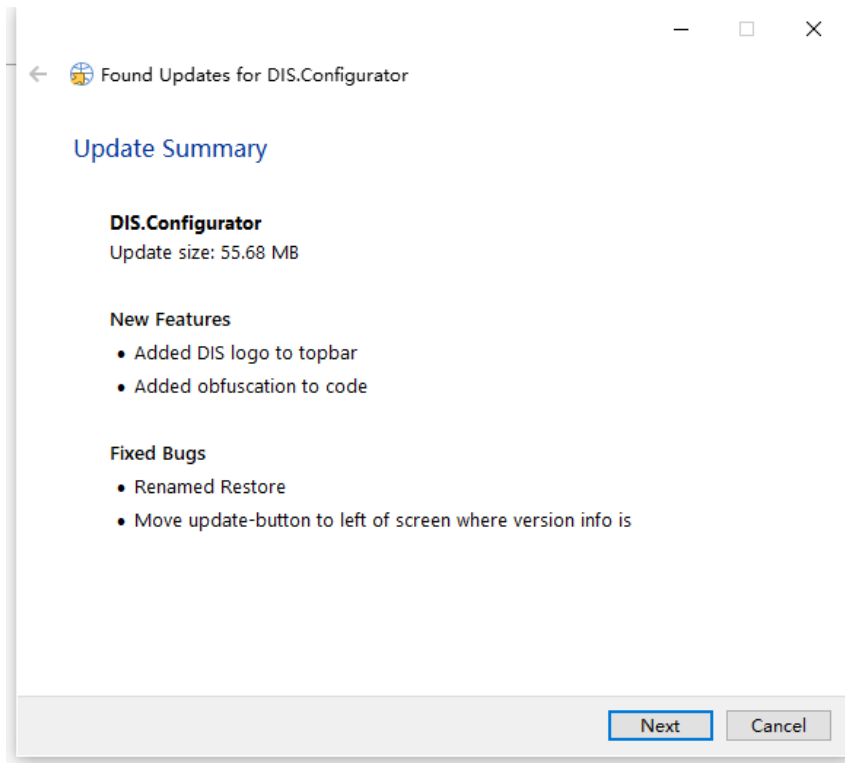 Found Updates for DIS.Configurator
Update Summary
DIS.Configurator
Update size: 55.68 MB
New Features
• Added DIS logo to topbar
• Added obfuscation to code
Fixed Bugs
• Renamed Restore
• Move update-button to left of screen where version info is
Next Cancel